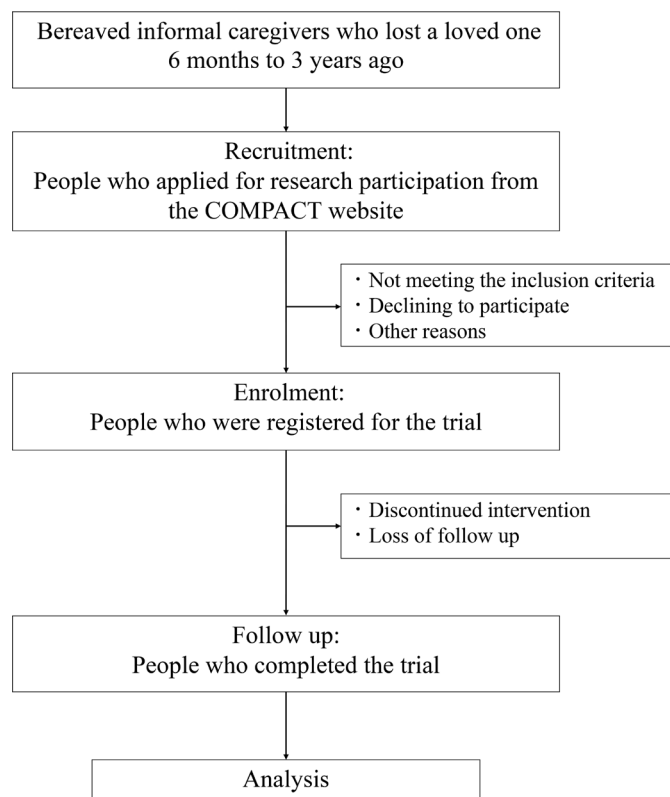 Bereaved informal caregivers who lost a loved one
6 months to 3 years ago
Recruitment:
People who applied for research participation from
the COMPACT website
・Not meeting the inclusion criteria
・Declining to participate
・Other reasons
Enrolment:
People who were registered for the trial
・Discontinued intervention
・Loss of follow up
Follow up:
People who completed the trial
Analysis